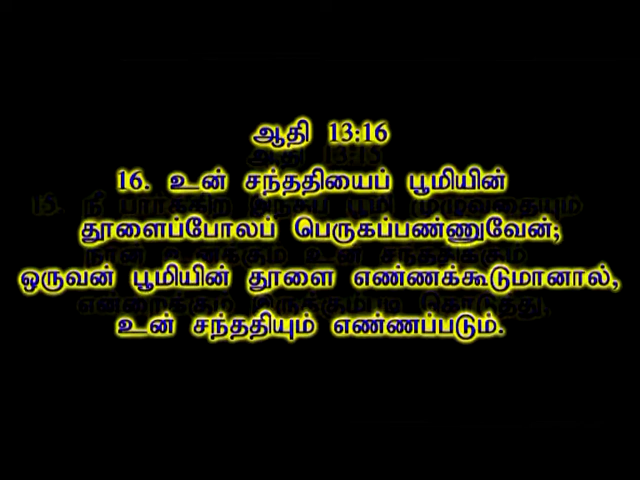 ஆதி 13:16
16. உன் சந்ததியைப் பூமியின்
தூளைப்போலப் பெருகப்பண்ணுவேன்;
ஒருவன் பூமியின் தூளை எண்ணக்கூடுமானால்,
உன் சந்ததியும் எண்ணப்படும்.